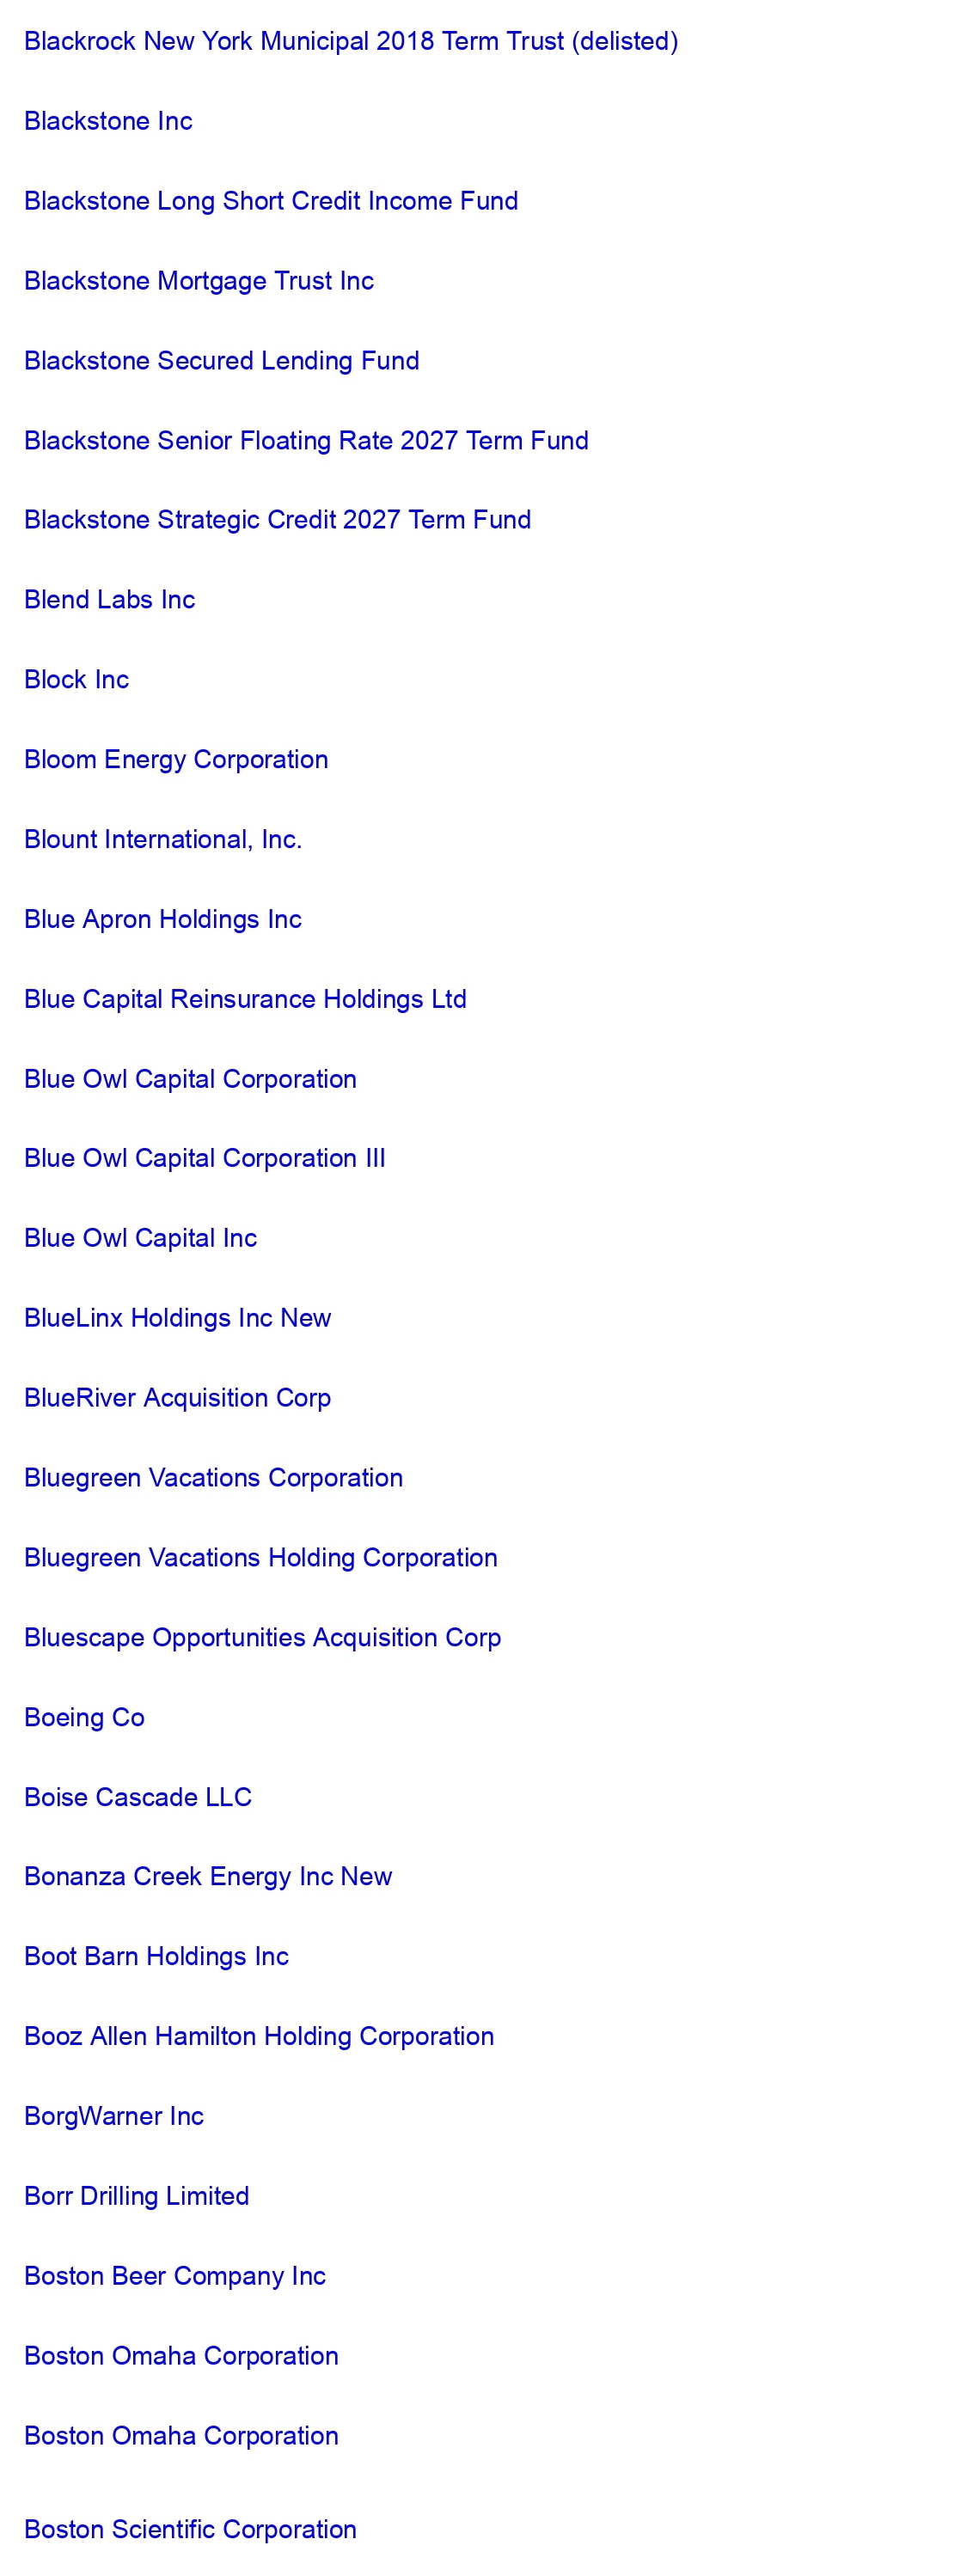 Blackrock New York Municipal 2018 Term Trust (delisted)
Blackstone Inc
Blackstone Long Short Credit Income Fund
Blackstone Mortgage Trust Inc
Blackstone Secured Lending Fund
Blackstone Senior Floating Rate 2027 Term Fund
Blackstone Strategic Credit 2027 Term Fund
Blend Labs Inc
Block Inc
Bloom Energy Corporation
Blount International, Inc.
Blue Apron Holdings Inc
Blue Capital Reinsurance Holdings Ltd
Blue Owl Capital Corporation
Blue Owl Capital Corporation III
Blue Owl Capital Inc
BlueLinx Holdings Inc New
BlueRiver Acquisition Corp
Bluegreen Vacations Corporation
Bluegreen Vacations Holding Corporation
Bluescape Opportunities Acquisition Corp
Boeing Co
Boise Cascade LLC
Bonanza Creek Energy Inc New
Boot Barn Holdings Inc
Booz Allen Hamilton Holding Corporation
BorgWarner Inc
Borr Drilling Limited
Boston Beer Company Inc
Boston Omaha Corporation
Boston Omaha Corporation
Boston Scientific Corporation